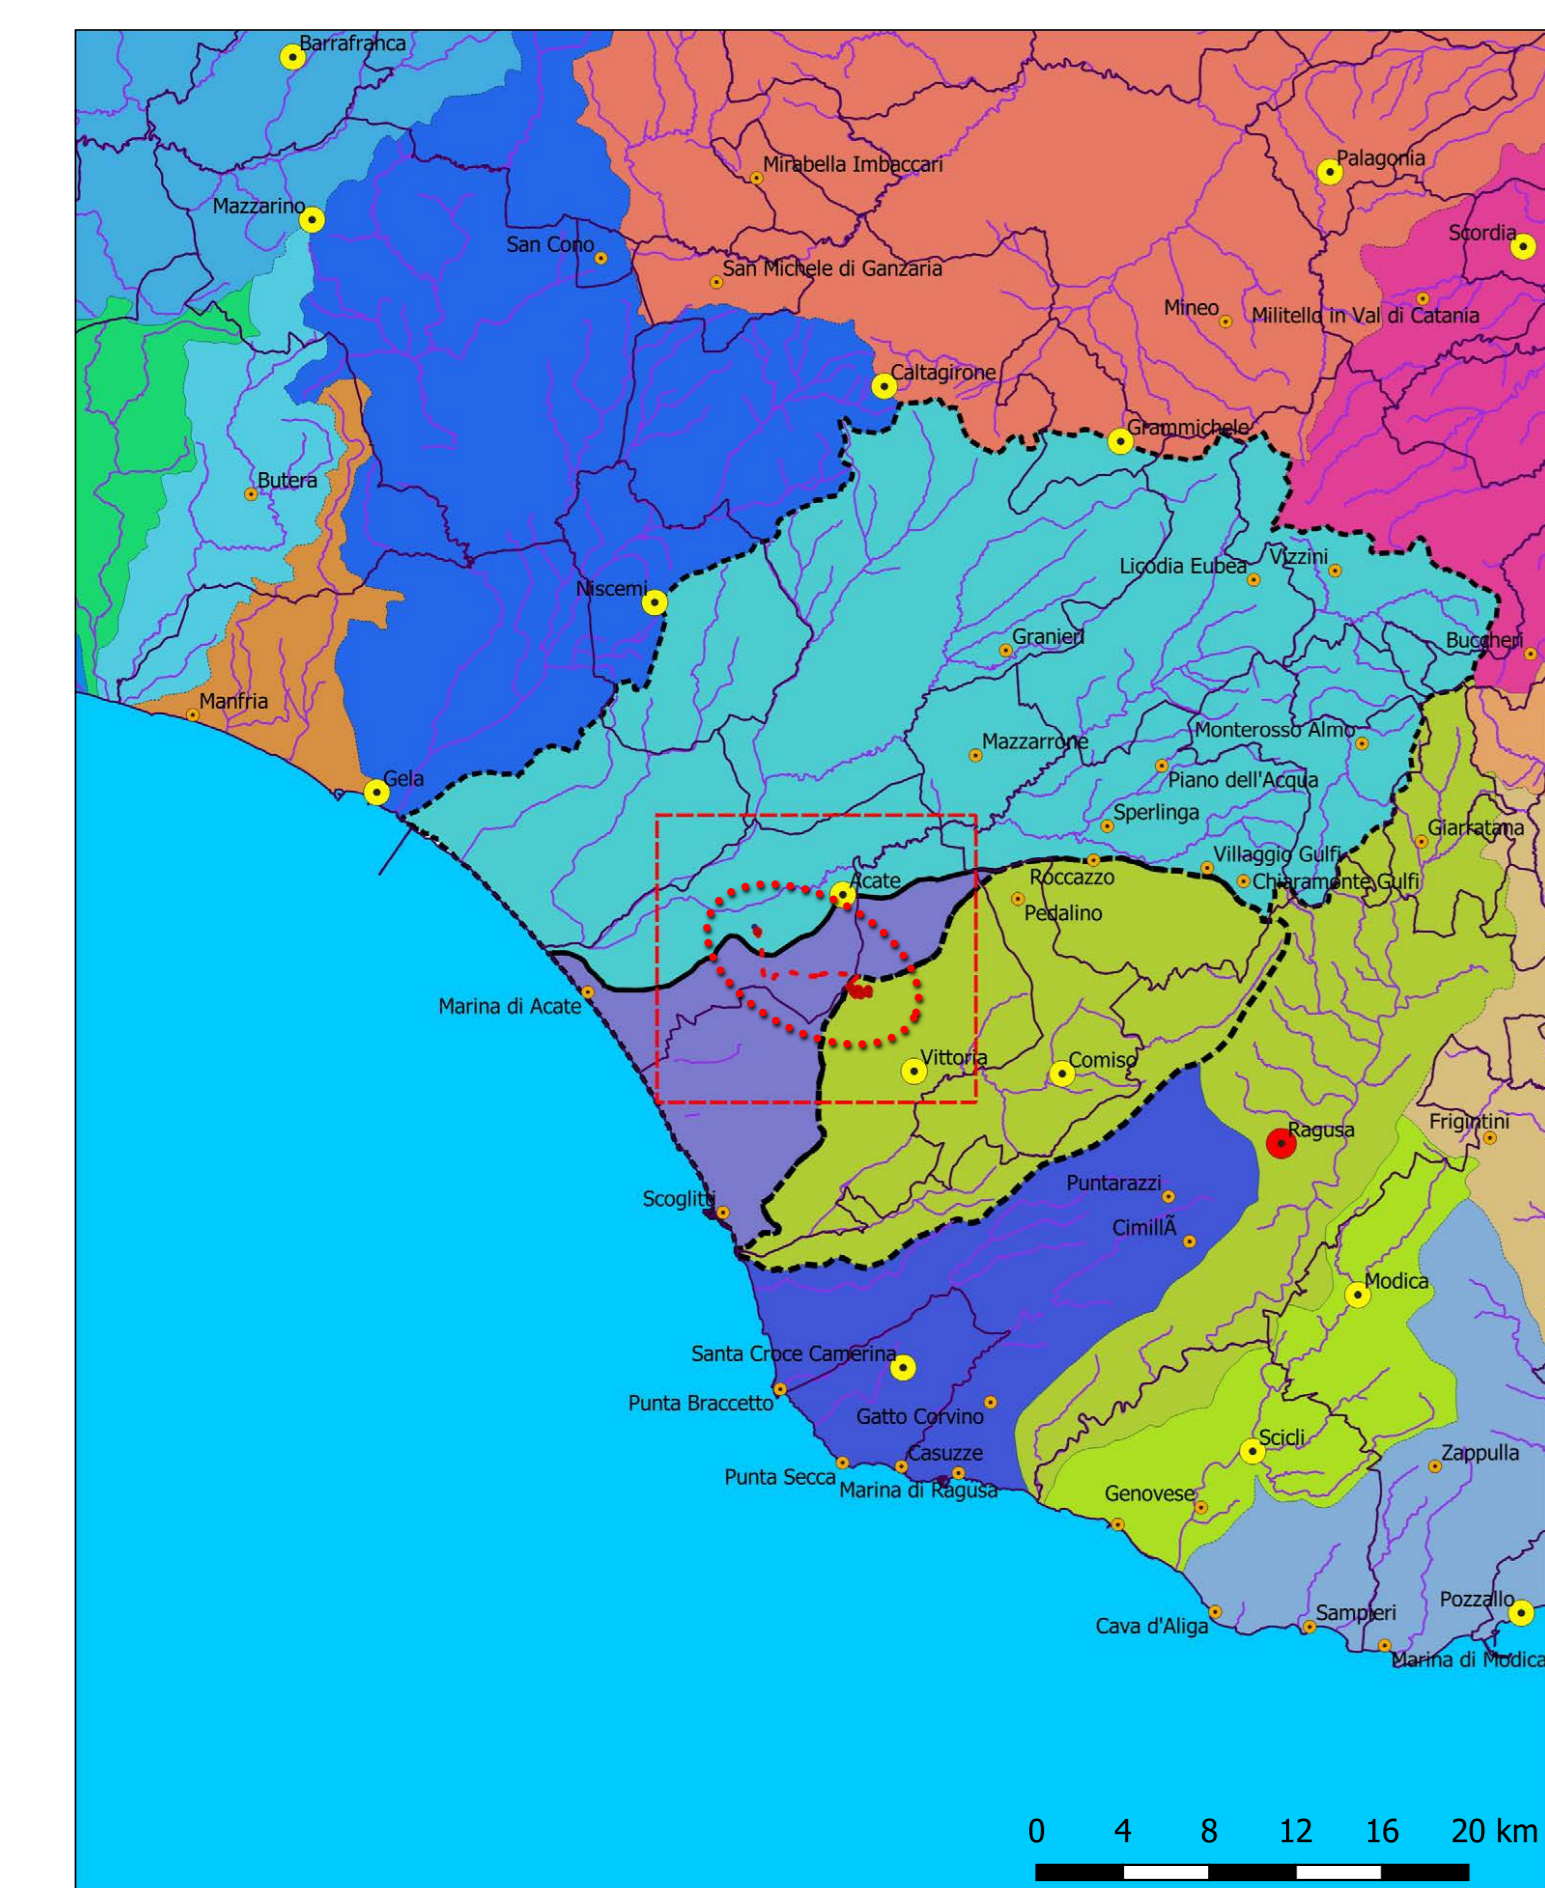 Barrafranca
Mirabella Imbaccari
Palagonia
Mazzarino
Scordia
San Cono
San Michele di Ganzaria
Mineo
Militello in Val di Catania
Caltagirone
Grammichele
Butera
Licodia Eubea
Vizzini
Niscemi
Granieri
Buccheri
Manfria
Mazzarrone
Monterosso Almo
Gela
Piano dell'Acqua
Sperlinga
Giarratana
Villaggio Gulfi
Acate
Roccazzo
Chiaramonte Gulfi
Pedalino
Marina di Acate
Vittoria
Comiso
Ragusa
Frigintini
Puntarazzi
Scoglitti
CimillÃ
Modica
Santa Croce Camerina
Punta Braccetto
Gatto Corvino
Scicli
Casuzze
Zappulla
Punta Secca
Marina di Ragusa
Genovese
Pozzallo
Sampieri
Cava d'Aliga
Marina di Modica
0 4 8 12 16 20 km